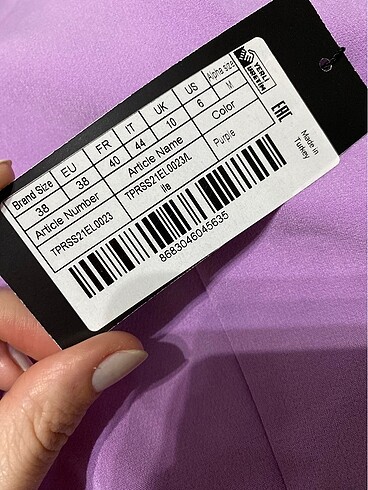 Brand Size EU FR IT UK US Alpha size
38 38 40 44 10 6 M
Article Number Article Name Color
TPRSS21EL0023 TPRSS21EL0023/L Purple
ile
8683046045635
YERLİ
ÜRETİM
EAC
Made in
Turkey